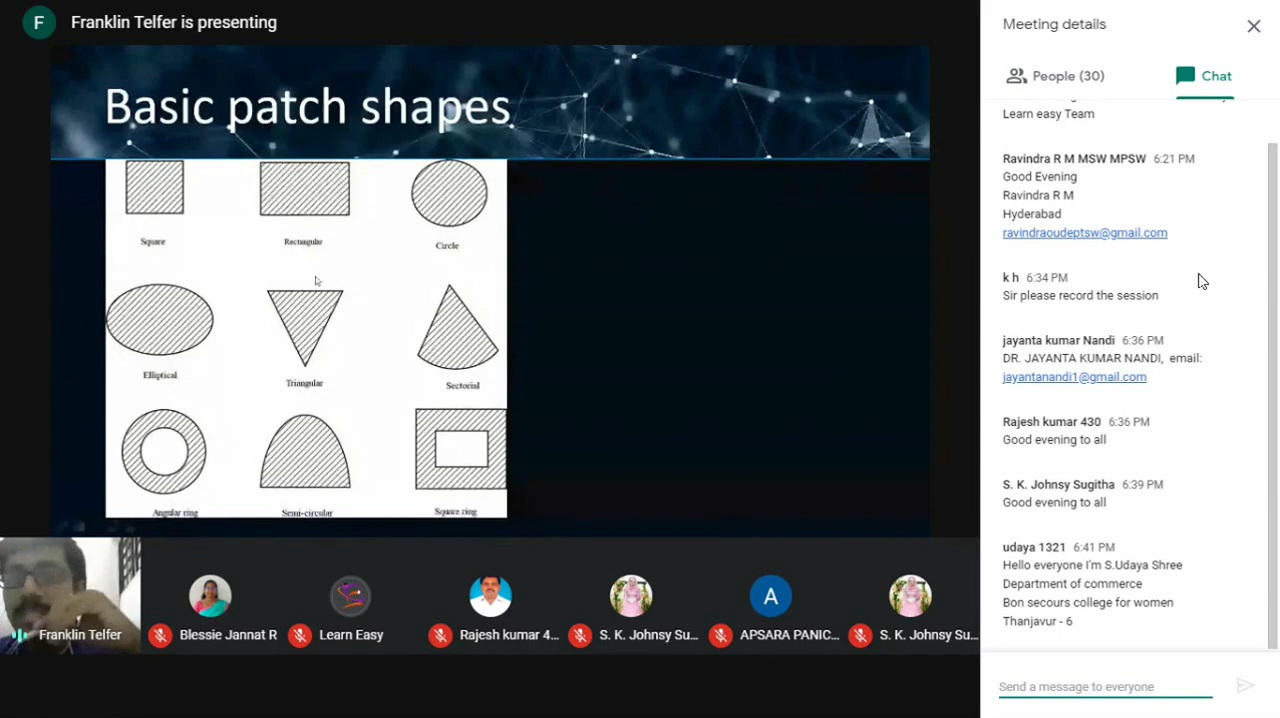 F Franklin Telfer is presenting
Basic patch shapes
Square Rectangular Circle
Elliptical Triangular Sectorial
Angular ring Semi-circular Square ring
Franklin Telfer
Blessie Jannat R
Learn Easy
Rajesh kumar 4...
S. K. Johnsy Su...
A
APSARA PANIC...
S. K. Johnsy Su...
Meeting details
People (30) Chat
Learn easy Team
Ravindra R M MSW MPSW 6:21 PM
Good Evening
Ravindra R M
Hyderabad
ravindraoudeptsw@gmail.com
k h 6:34 PM
Sir please record the session
jayanta kumar Nandi 6:36 PM
DR. JAYANTA KUMAR NANDI, email:
jayantanandi1@gmail.com
Rajesh kumar 430 6:36 PM
Good evening to all
S. K. Johnsy Sugitha 6:39 PM
Good evening to all
udaya 1321 6:41 PM
Hello everyone I'm S.Udaya Shree
Department of commerce
Bon secours college for women
Thanjavur - 6
Send a message to everyone